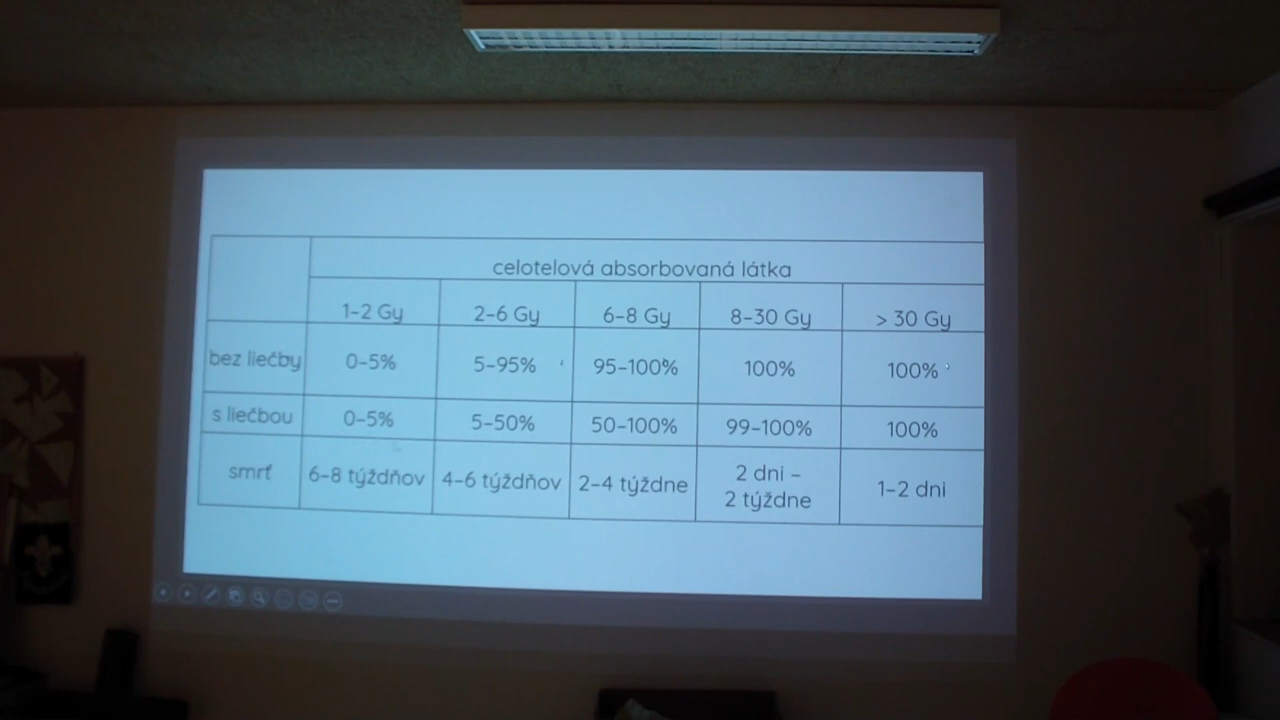 celotelová absorbovaná látka
1–2 Gy 2–6 Gy 6–8 Gy 8–30 Gy > 30 Gy
bez liečby 0–5% 5–95% 95–100% 100% 100%
s liečbou 0–5% 5–50% 50–100% 99–100% 100%
smrť 6–8 týždňov 4–6 týždňov 2–4 týždne 2 dni – 2 týždne 1–2 dni